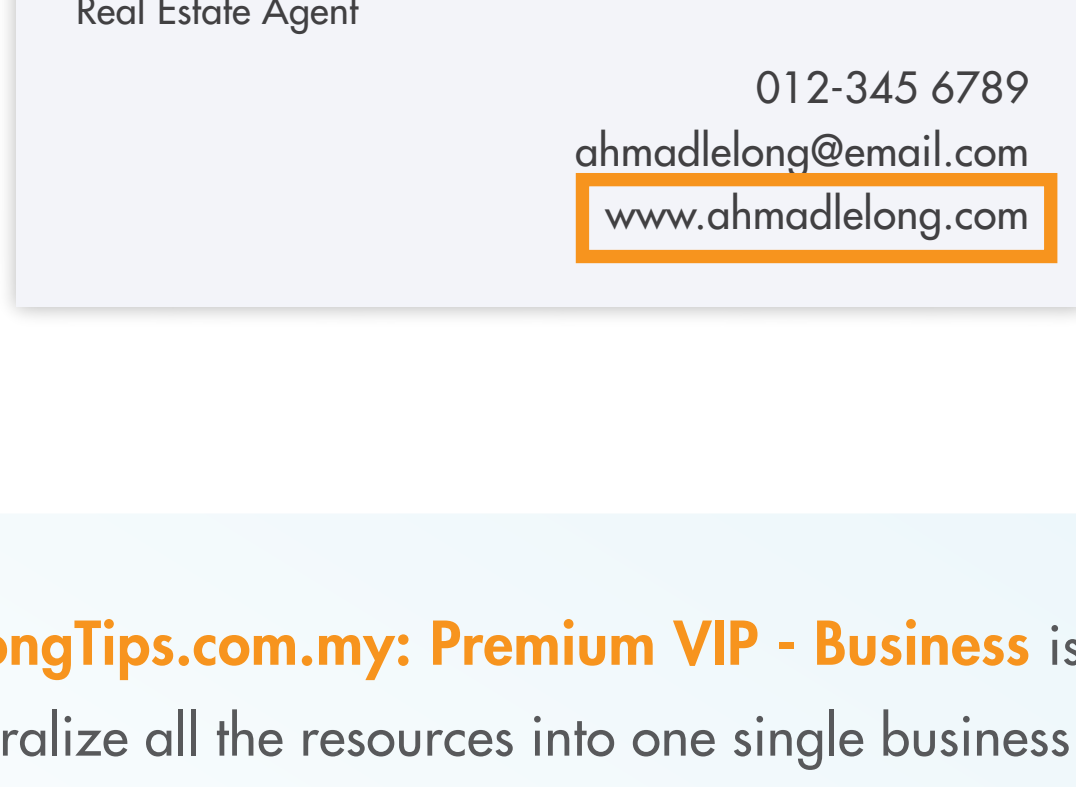 Real Estate Agent
012-345 6789
ahmadlelong@email.com
www.ahmadlelong.com
ongTips.com.my: Premium VIP - Business is
ralize all the resources into one single business